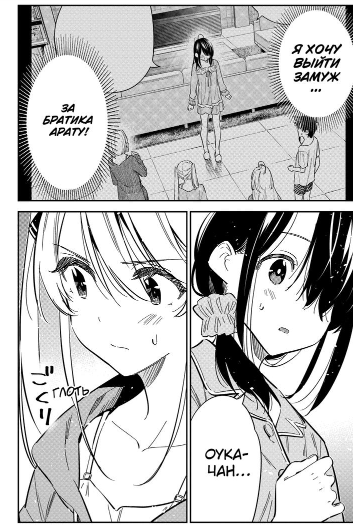 Я ХОЧУ
ВЫЙТИ
ЗАМУЖ
...
ЗА
БРАТИКА
АРАТУ!
ОУКА-
ЧАН...
ГЛОТЬ